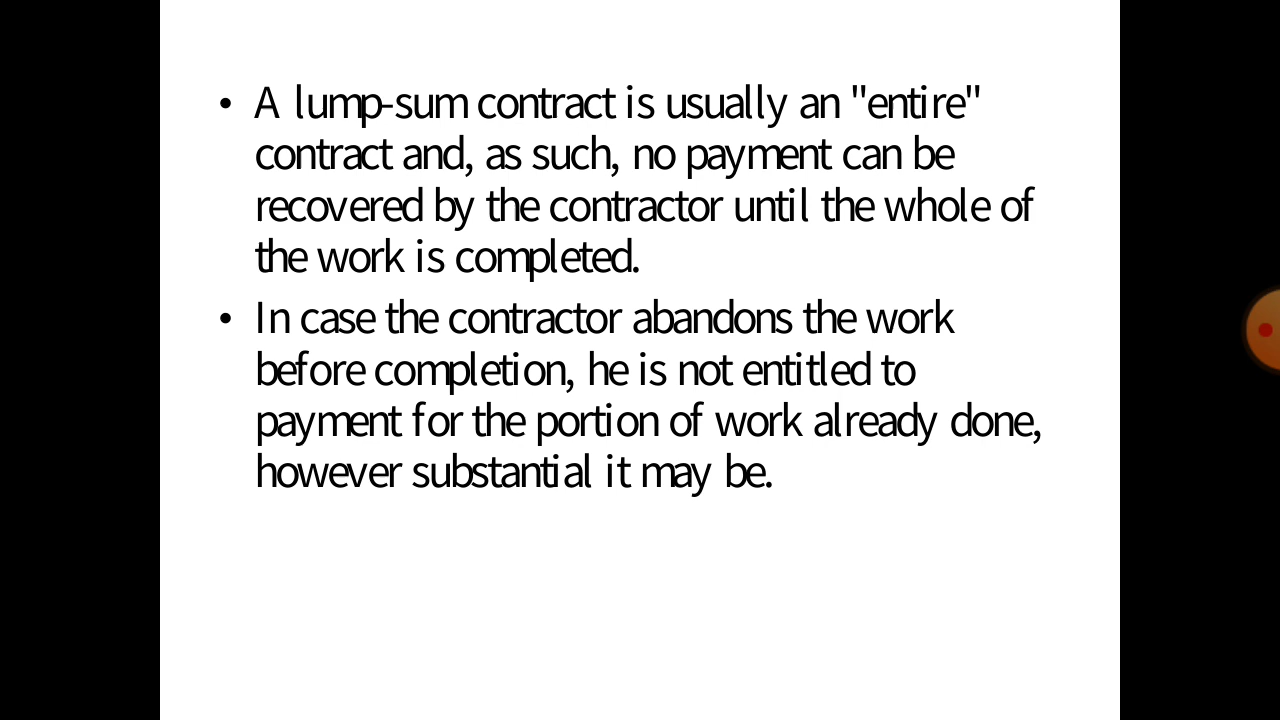 • A lump-sum contract is usually an "entire"
contract and, as such, no payment can be
recovered by the contractor until the whole of
the work is completed.
• In case the contractor abandons the work
before completion, he is not entitled to
payment for the portion of work already done,
however substantial it may be.